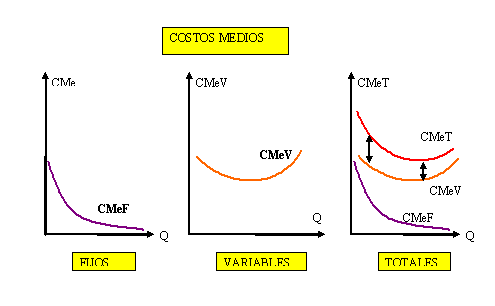 COSTOS MEDIOS
CMe
CMeF
Q
FIJOS
CMeV
CMeV
Q
VARIABLES
CMeT
CMeT
CMeV
CMeF
Q
TOTALES